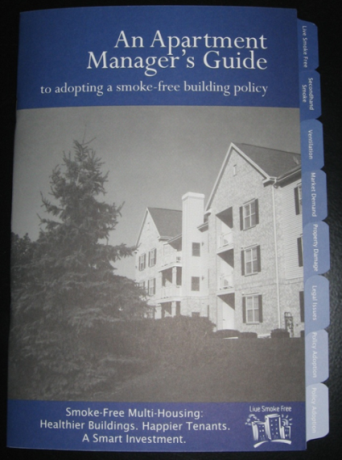 An Apartment
Manager's Guide
to adopting a smoke-free building policy
Live Smoke Free
Secondhand
Smoke
Ventilation
Market Demand
Property Damage
Legal Issues
Policy Adoption
Smoke-Free Multi-Housing:
Healthier Buildings. Happier Tenants.
A Smart Investment.
Live Smoke Free